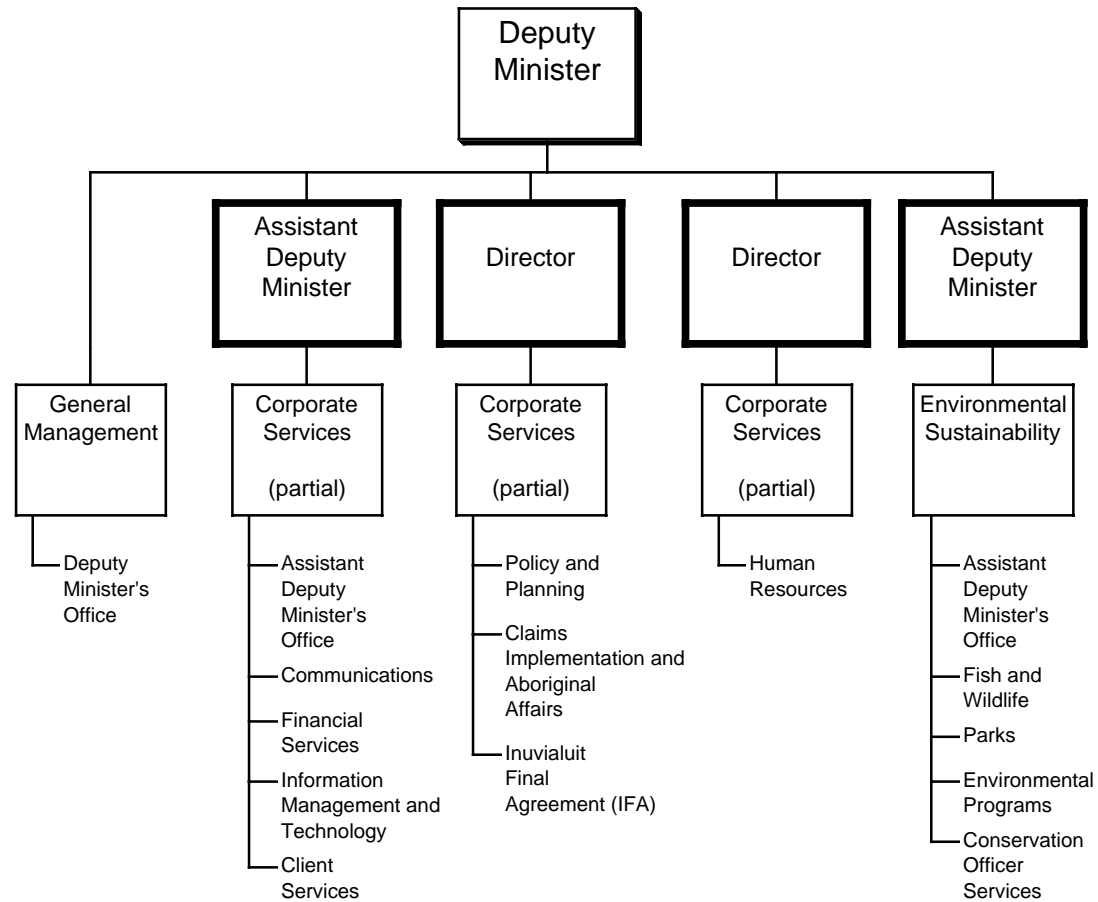 Deputy
Minister
Assistant
Deputy
Minister
Director
Director
Assistant
Deputy
Minister
General
Management
Corporate
Services
(partial)
Corporate
Services
(partial)
Corporate
Services
(partial)
Environmental
Sustainability
Deputy
Minister's
Office
Assistant
Deputy
Minister's
Office
Communications
Financial
Services
Information
Management and
Technology
Client
Services
Policy and
Planning
Claims
Implementation and
Aboriginal
Affairs
Inuvialuit
Final
Agreement (IFA)
Human
Resources
Assistant
Deputy
Minister's
Office
Fish and
Wildlife
Parks
Environmental
Programs
Conservation
Officer
Services